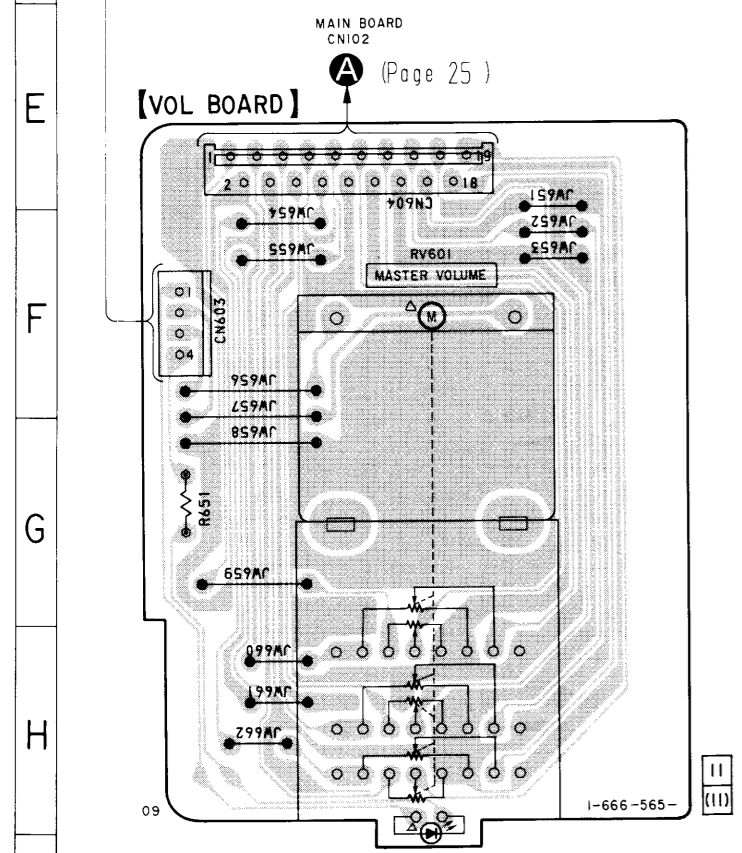 MAIN BOARD
CN102
A (Page 25 )
E
【VOL BOARD】
1 19
2 18
CN604
JW651
JW654
JW652
JW655
JW653
RV601
MASTER VOLUME
F
1
CN603
4
M
JW656
JW657
JW658
G
R651
JW659
JW660
JW661
H
JW662
11
(11)
09
1-666-565-